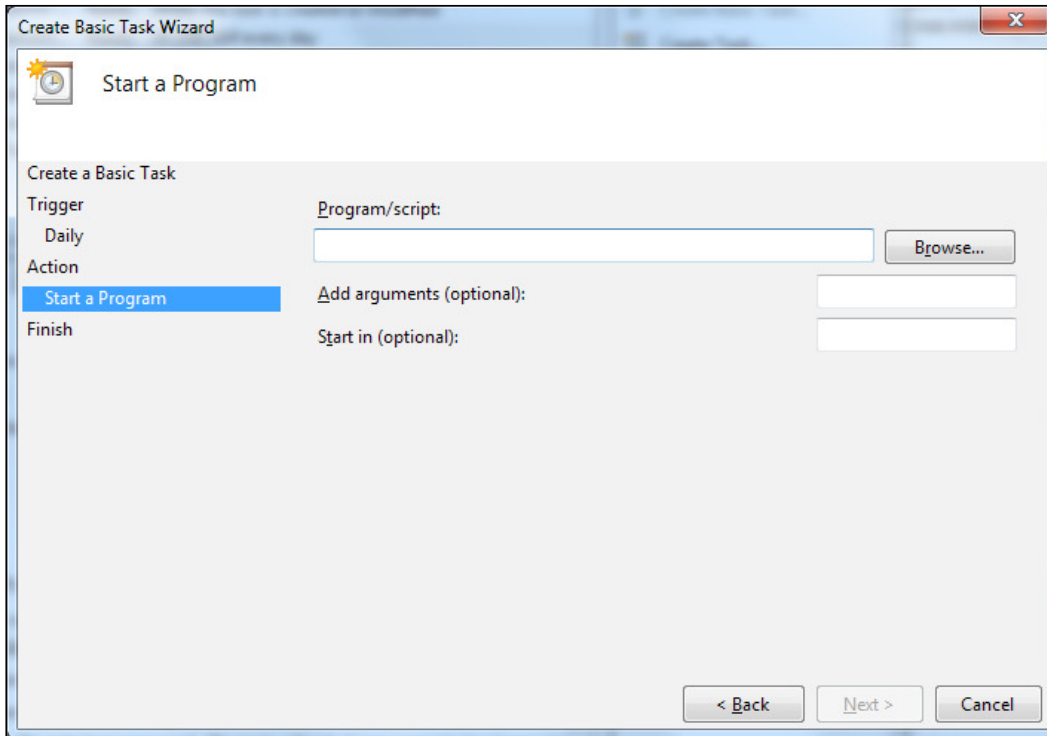 Create Basic Task Wizard
Start a Program
Create a Basic Task
Trigger
Daily
Action
Start a Program
Finish
Program/script:
Browse...
Add arguments (optional):
Start in (optional):
< Back
Next >
Cancel